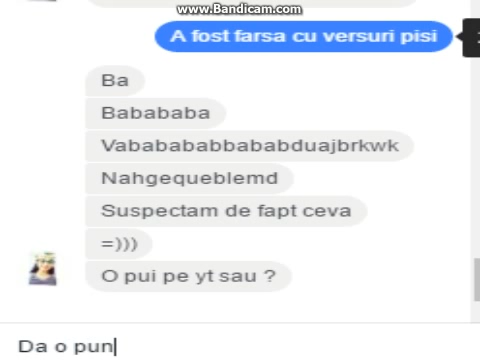 www.Bandicam.com
A fost farsa cu versuri pisi
Ba
Babababa
Vababababbababduajbrkwk
Nahgequeblemd
Suspectam de fapt ceva
=)))
O pui pe yt sau ?
Da o pun